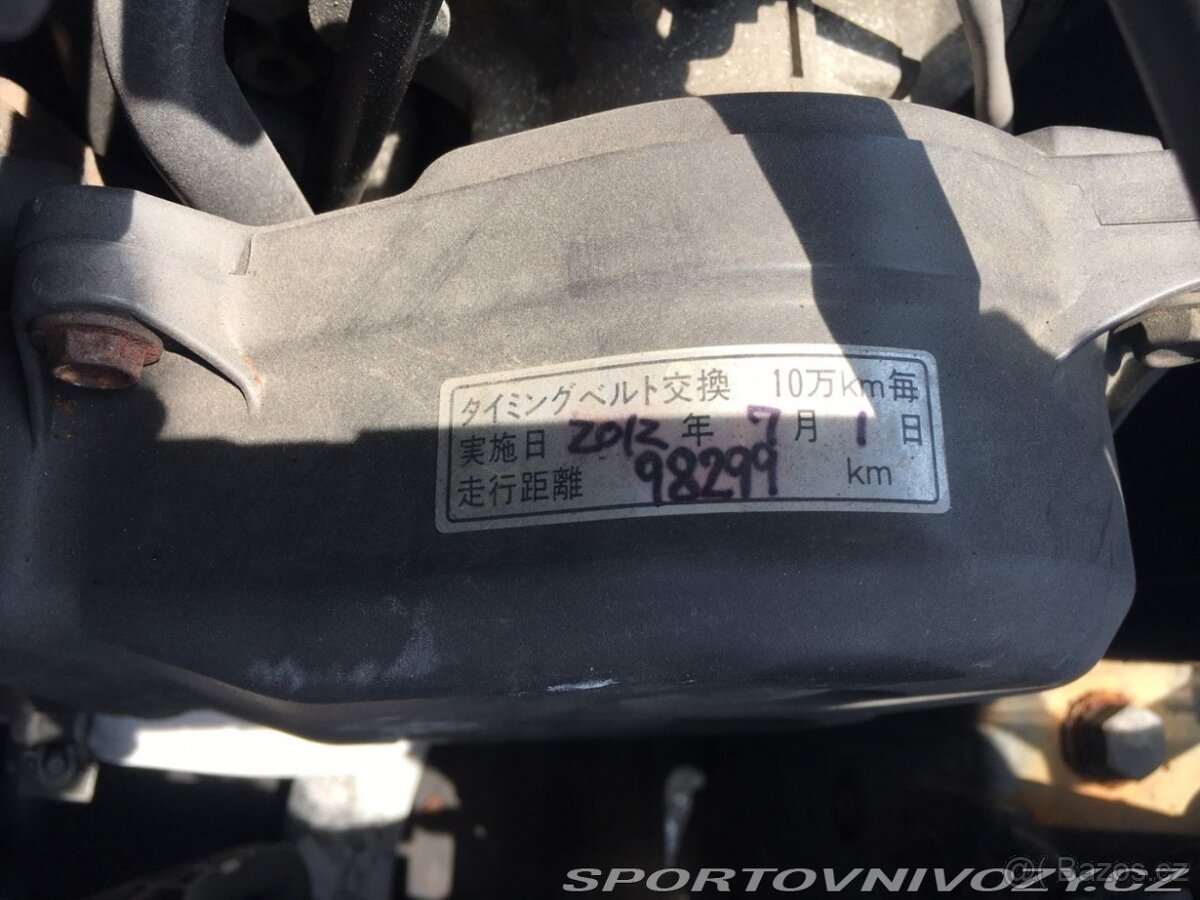 タイミングベルト交換 10万km毎
実施日 2012 年 7 月 1 日
走行距離 98299 km
@( Bazos.cz
SPORTOVNIVOZY.CZ